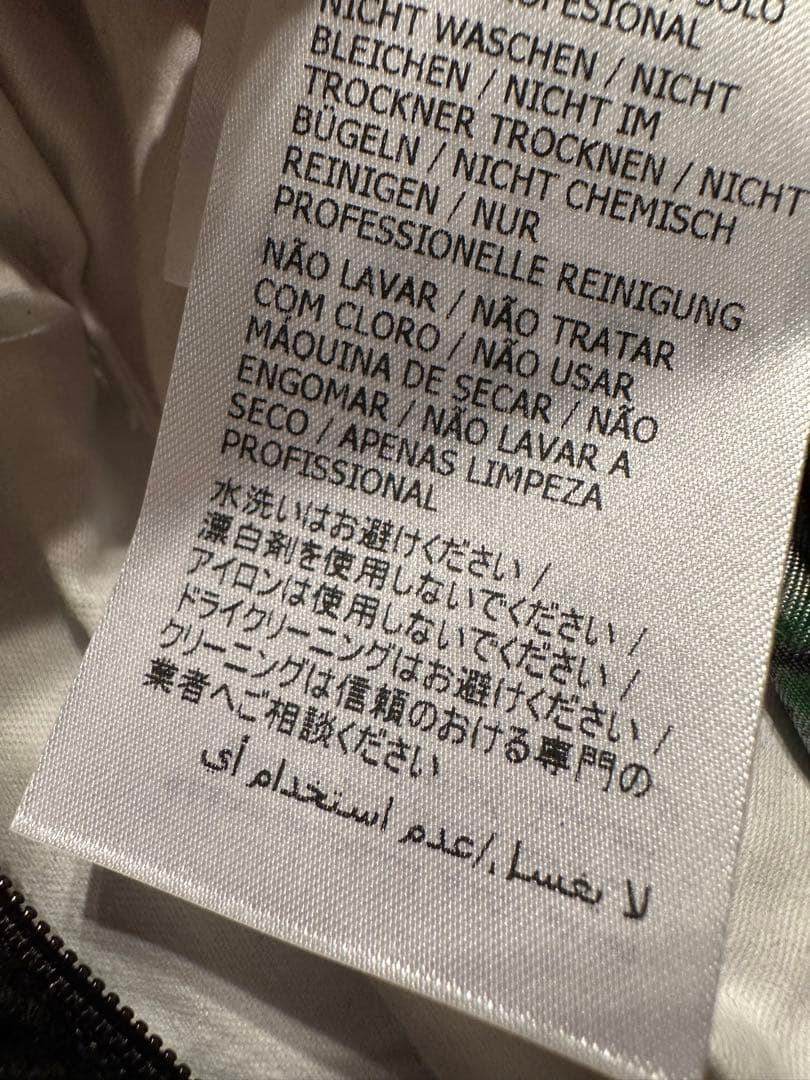 SOLO
PROFESIONAL
NICHT WASCHEN / NICHT
BLEICHEN / NICHT IM
TROCKNER TROCKNEN / NICHT
BÜGELN / NICHT CHEMISCH
REINIGEN / NUR
PROFESSIONELLE REINIGUNG
NÃO LAVAR / NÃO TRATAR
COM CLORO / NÃO USAR
MÁQUINA DE SECAR / NÃO
ENGOMAR / NÃO LAVAR A
SECO / APENAS LIMPEZA
PROFISSIONAL
水洗いはお避けください /
漂白剤を使用しないでください /
アイロンは使用しないでください /
ドライクリーニングはお避けください /
クリーニングは信頼のおける専門の
業者へご相談ください
لا يغسل /عدم استخدام أي